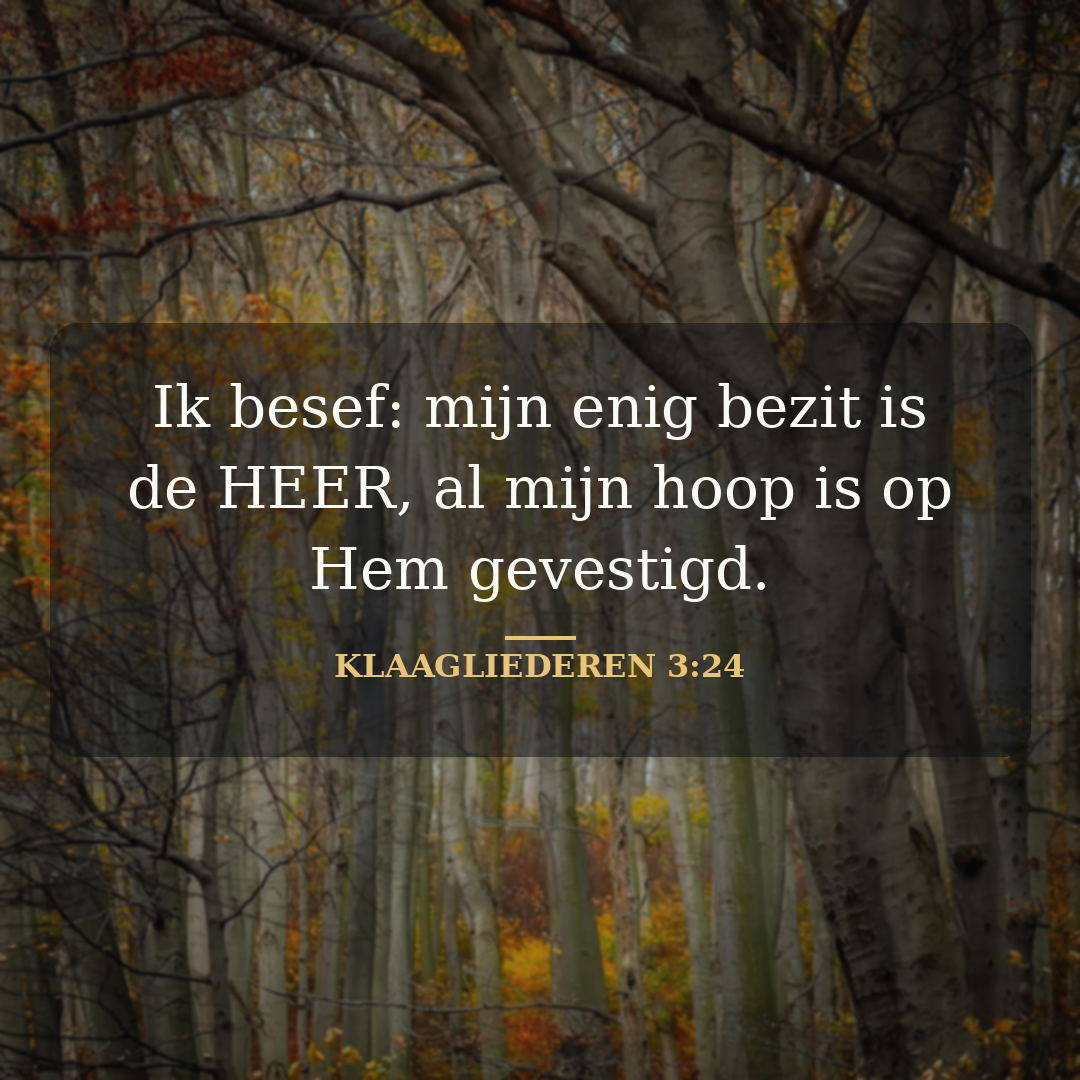 Ik besef: mijn enig bezit is
de HEER, al mijn hoop is op
Hem gevestigd.
KLAAGLIEDEREN 3:24